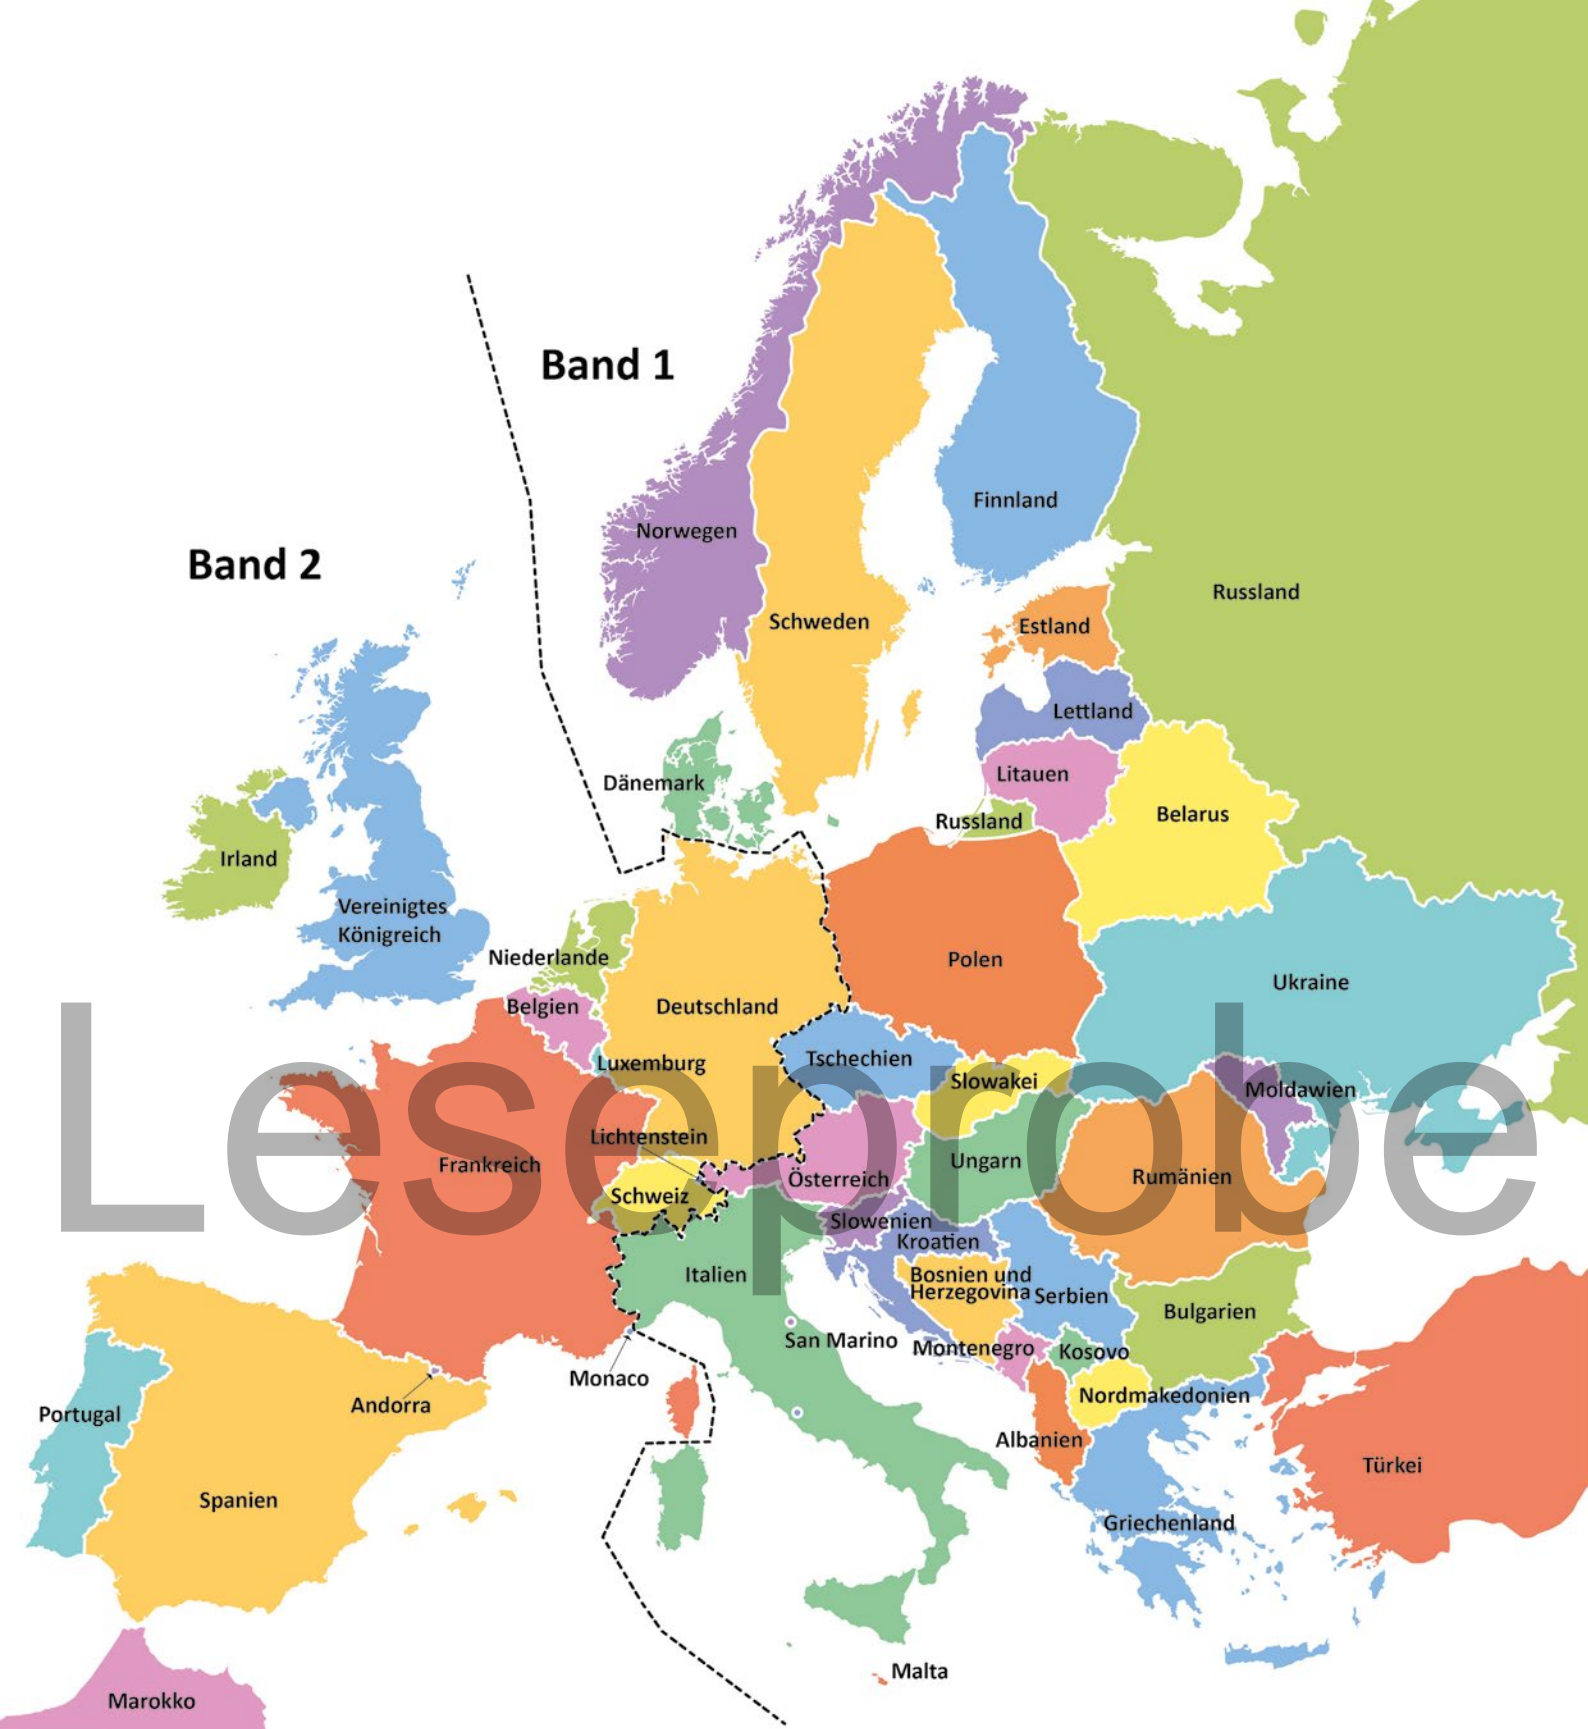 Band 1
Finnland
Norwegen
Band 2
Russland
Schweden
Estland
Lettland
Litauen
Dänemark
Belarus
Russland
Irland
Vereinigtes
Königreich
Niederlande
Polen
Ukraine
Belgien
Deutschland
Tschechien
Luxemburg
Slowakei
Moldawien
Leseprobe
Lichtenstein
Frankreich
Ungarn
Österreich
Rumänien
Schweiz
Slowenien
Kroatien
Italien
Bosnien und
Herzegovina
Serbien
Bulgarien
San Marino
Montenegro
Kosovo
Monaco
Nordmakedonien
Andorra
Portugal
Albanien
Türkei
Spanien
Griechenland
Malta
Marokko